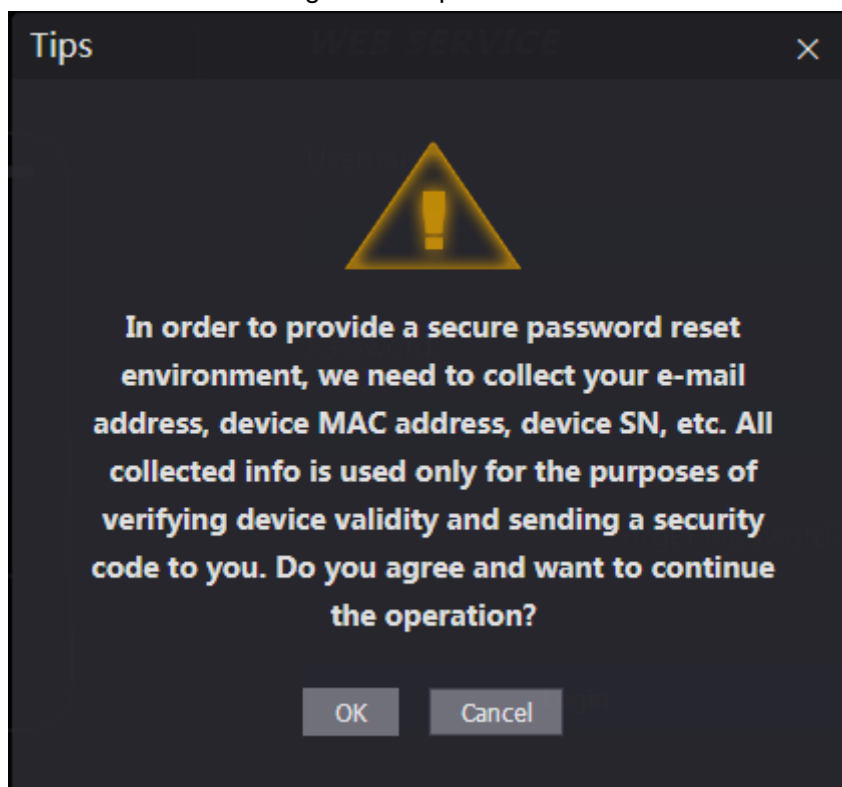 Tips
WEB SERVICE
In order to provide a secure password reset
environment, we need to collect your e-mail
address, device MAC address, device SN, etc. All
collected info is used only for the purposes of
verifying device validity and sending a security
code to you. Do you agree and want to continue
the operation?
OK Cancel